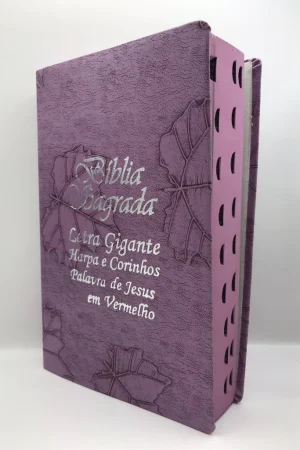 Bíblia
Sagrada
Letra Gigante
Harpa e Corinhos
Palavra de Jesus
em Vermelho